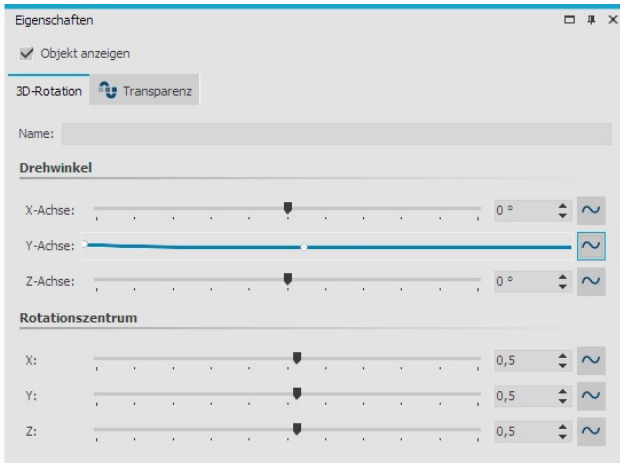 Eigenschaften
Objekt anzeigen
3D-Rotation Transparenz
Name:
Drehwinkel
X-Achse: 0 °
Y-Achse:
Z-Achse: 0 °
Rotationszentrum
X: 0,5
Y: 0,5
Z: 0,5